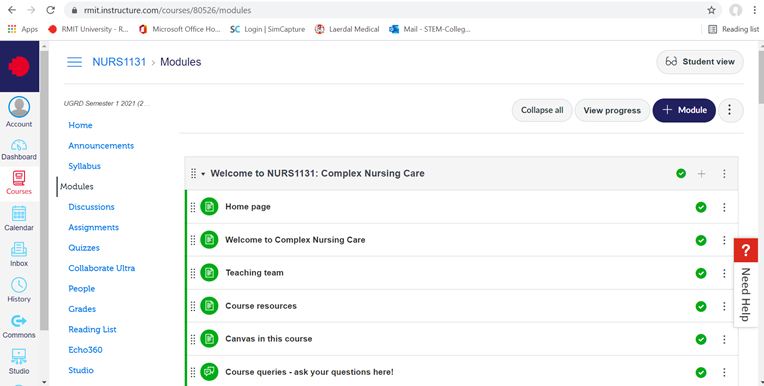 rmit.instructure.com/courses/80526/modules
Apps RMIT University - R... Microsoft Office Ho... SC Login | SimCapture Laerdal Medical Mail - STEM-Colleg... Reading list
NURS1131 › Modules
Student view
UGRD Semester 1 2021 (2...
Collapse all View progress + Module
Account
Dashboard
Courses
Calendar
Inbox
History
Commons
Studio
Home
Announcements
Syllabus
Modules
Discussions
Assignments
Quizzes
Collaborate Ultra
People
Grades
Reading List
Echo360
Studio
Welcome to NURS1131: Complex Nursing Care
Home page
Welcome to Complex Nursing Care
Teaching team
Course resources
Canvas in this course
Course queries - ask your questions here!
? Need Help